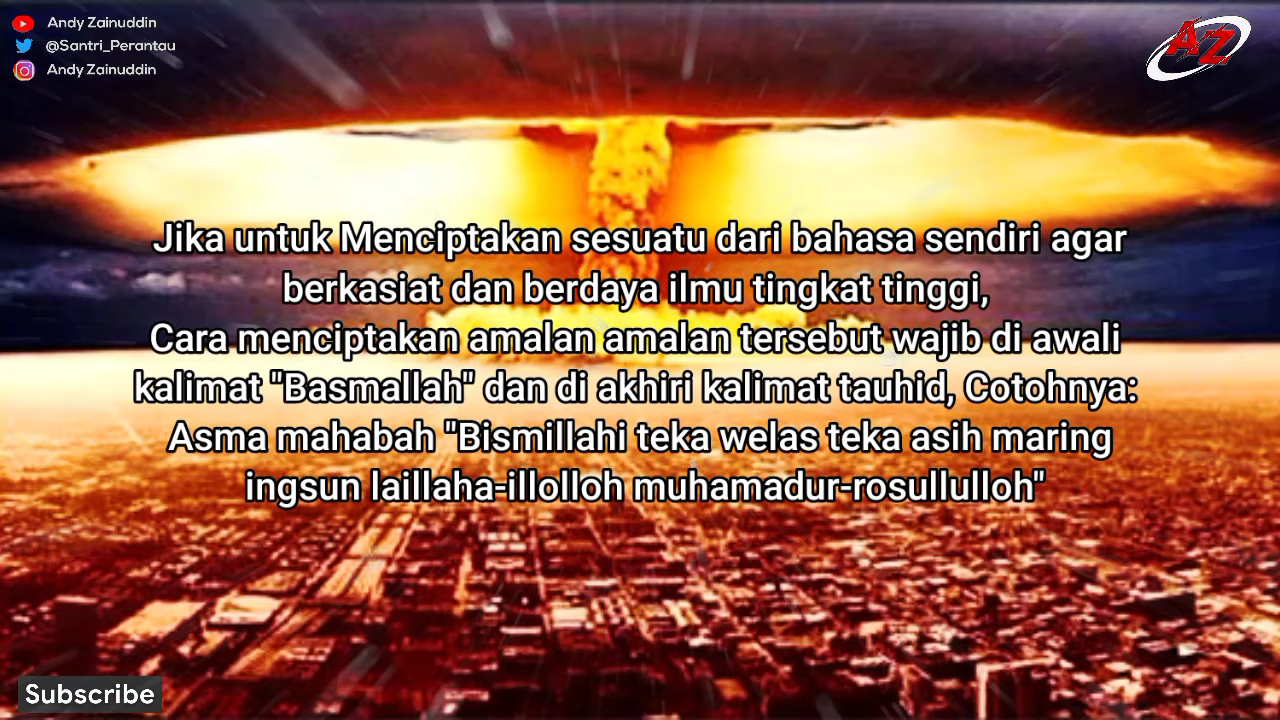 Andy Zainuddin
@Santri_Perantau
Andy Zainuddin
AZ
Jika untuk Menciptakan sesuatu dari bahasa sendiri agar
berkasiat dan berdaya ilmu tingkat tinggi,
Cara menciptakan amalan amalan tersebut wajib di awali
kalimat "Basmallah" dan di akhiri kalimat tauhid, Cotohnya:
Asma mahabah "Bismillahi teka welas teka asih maring
ingsun laillaha-illolloh muhamadur-rosullulloh"
Subscribe